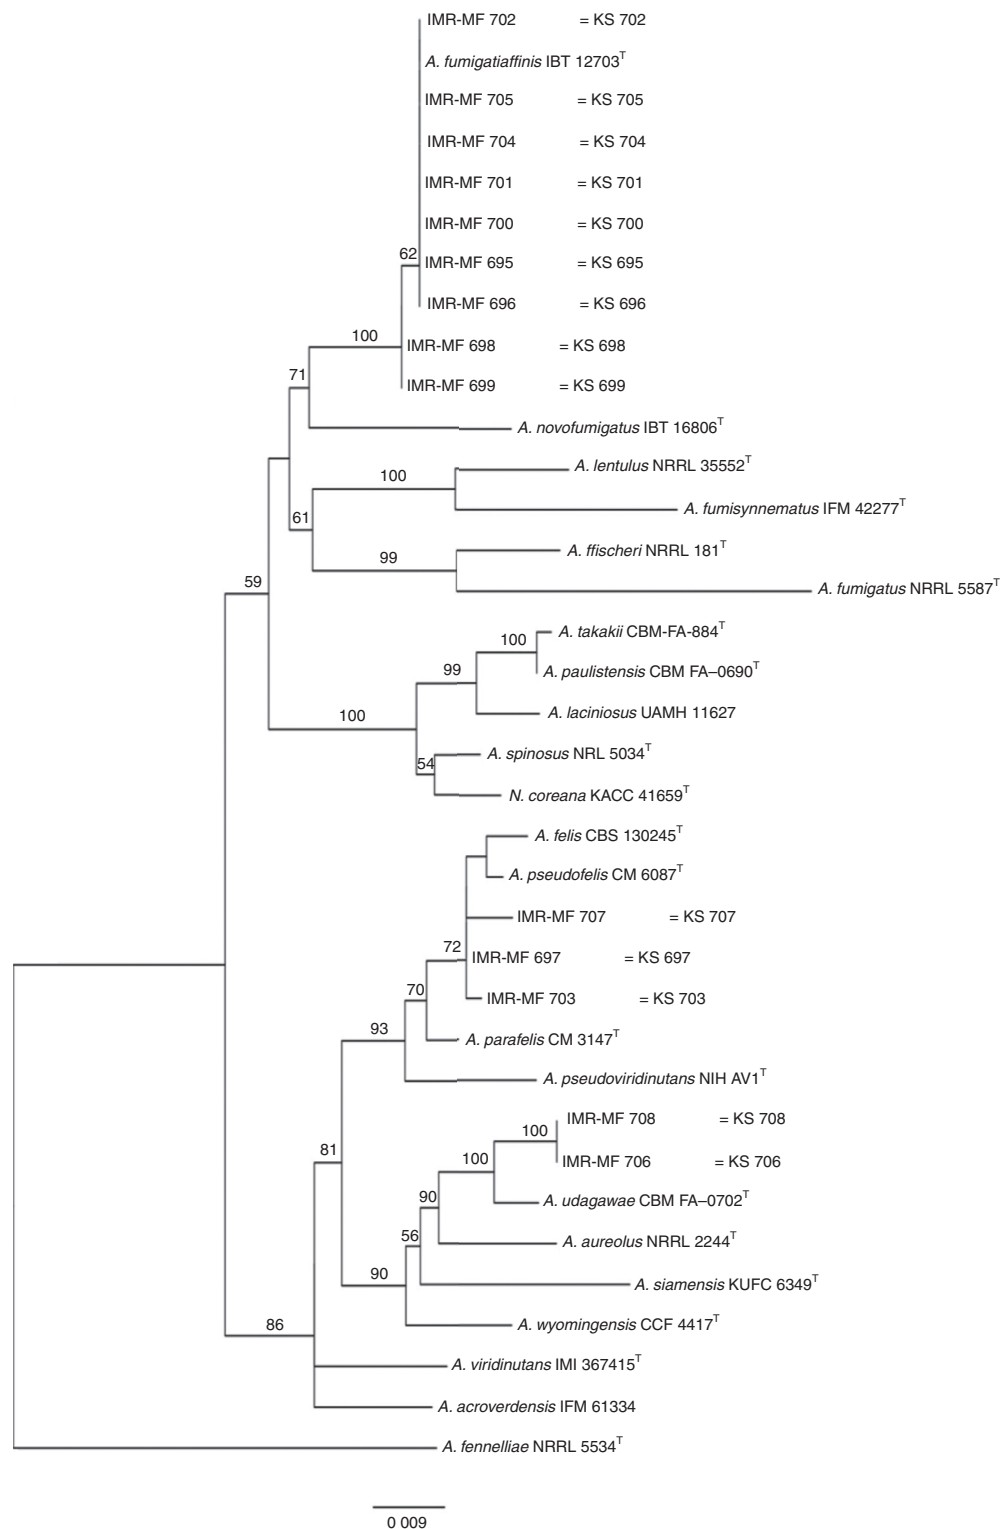 IMR-MF 702 = KS 702
A. fumigatiaffinis IBT 12703T
IMR-MF 705 = KS 705
IMR-MF 704 = KS 704
IMR-MF 701 = KS 701
IMR-MF 700 = KS 700
62
IMR-MF 695 = KS 695
IMR-MF 696 = KS 696
100
IMR-MF 698 = KS 698
71
IMR-MF 699 = KS 699
A. novofumigatus IBT 16806T
A. lentulus NRRL 35552T
100
A. fumisynnematus IFM 42277T
61
A. ffischeri NRRL 181T
99
59
A. fumigatus NRRL 5587T
A. takakii CBM-FA-884T
100
99
A. paulistensis CBM FA–0690T
A. laciniosus UAMH 11627
100
A. spinosus NRL 5034T
54
N. coreana KACC 41659T
A. felis CBS 130245T
A. pseudofelis CM 6087T
IMR-MF 707 = KS 707
72
IMR-MF 697 = KS 697
70
IMR-MF 703 = KS 703
93
A. parafelis CM 3147T
A. pseudoviridinutans NIH AV1T
IMR-MF 708 = KS 708
100
81
100
IMR-MF 706 = KS 706
90
A. udagawae CBM FA–0702T
56
A. aureolus NRRL 2244T
90
A. siamensis KUFC 6349T
86
A. wyomingensis CCF 4417T
A. viridinutans IMI 367415T
A. acroverdensis IFM 61334
A. fennelliae NRRL 5534T
0 009